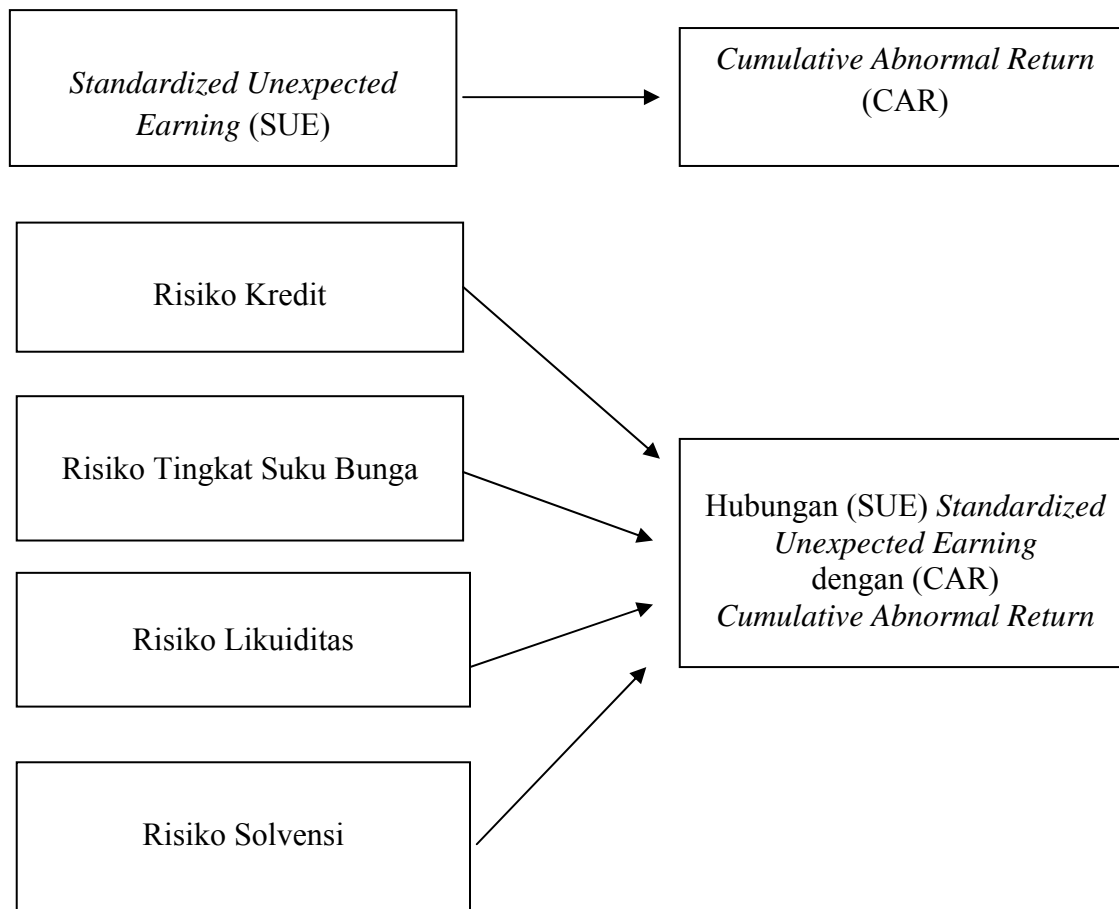 Standardized Unexpected
Earning (SUE)
Cumulative Abnormal Return
(CAR)
Risiko Kredit
Risiko Tingkat Suku Bunga
Risiko Likuiditas
Risiko Solvensi
Hubungan (SUE) Standardized
Unexpected Earning
dengan (CAR)
Cumulative Abnormal Return